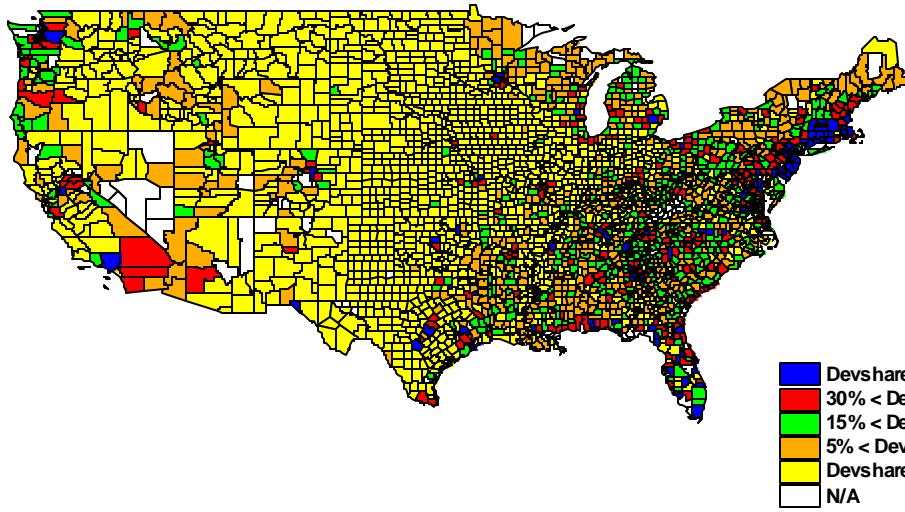 Devshare
30% < De
15% < De
5% < Dev
Devshare
N/A